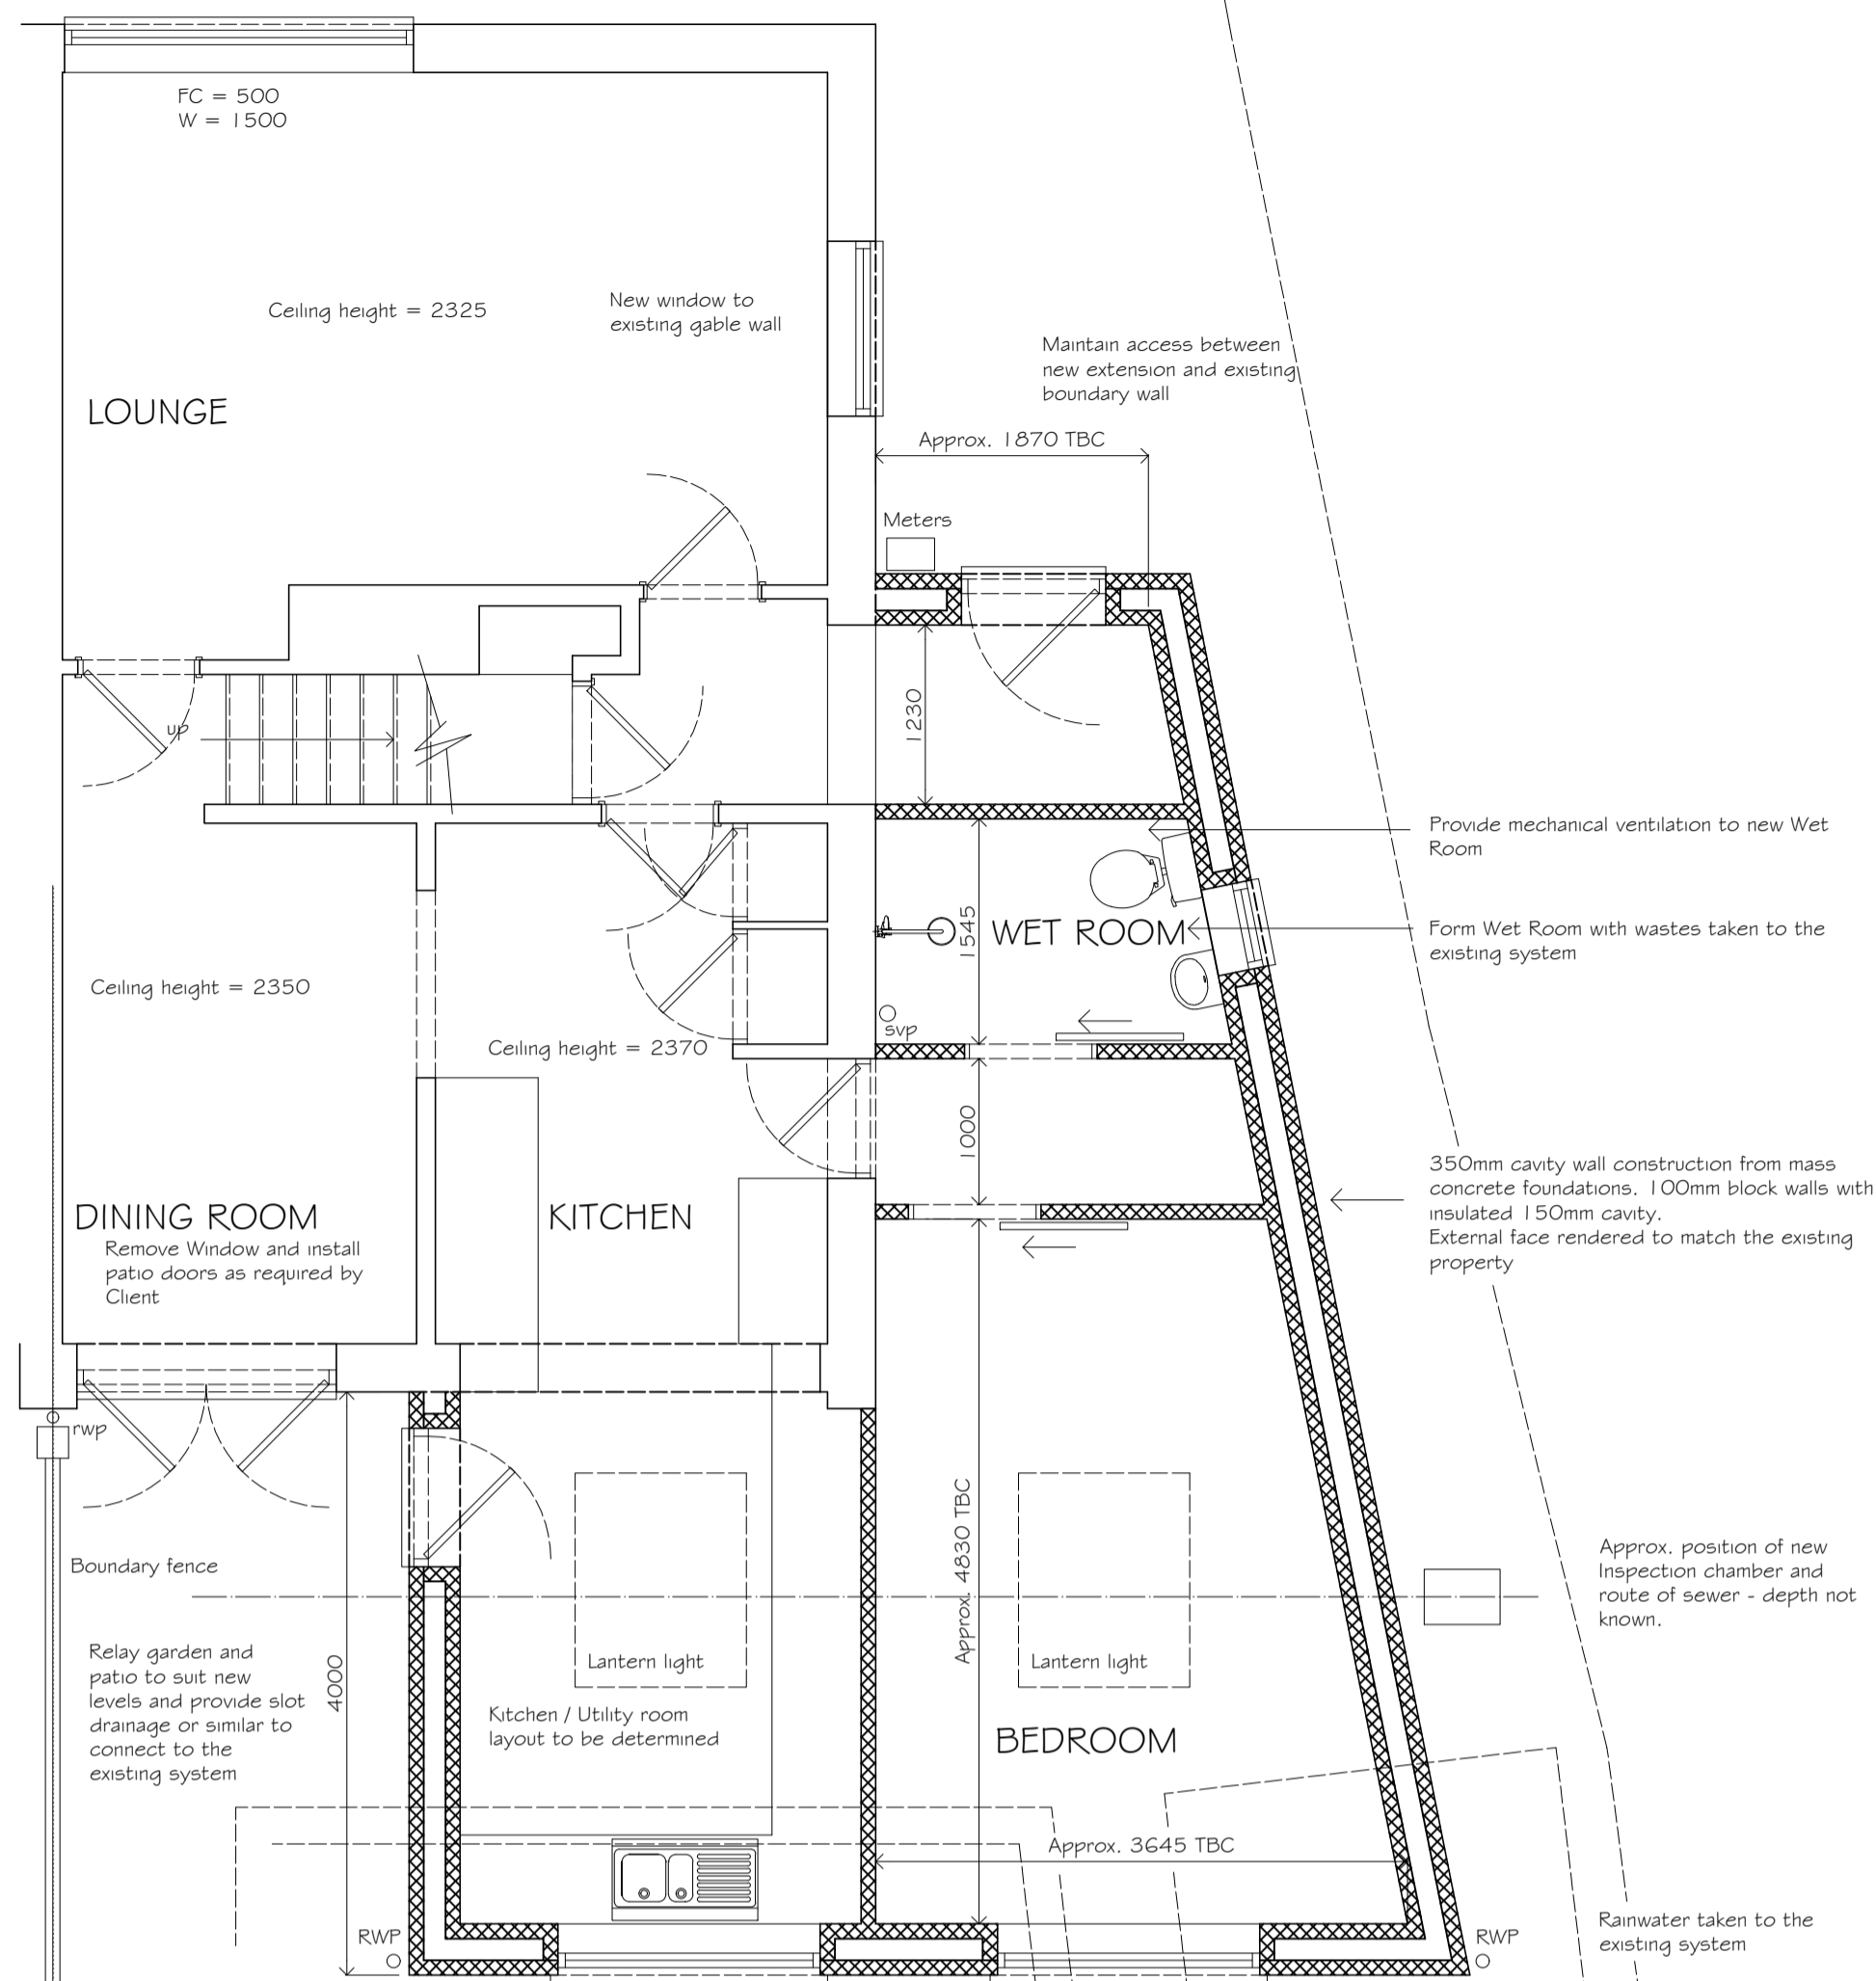 FC = 500
W = 1500
Ceiling height = 2325
New window to
existing gable wall
LOUNGE
Maintain access between
new extension and existing
boundary wall
Approx. 1870 TBC
Meters
1230
up
Provide mechanical ventilation to new Wet
Room
1545
WET ROOM
Form Wet Room with wastes taken to the
existing system
svp
Ceiling height = 2350
Ceiling height = 2370
1000
350mm cavity wall construction from mass
concrete foundations. 100mm block walls with
insulated 150mm cavity.
External face rendered to match the existing
property
DINING ROOM
Remove Window and install
patio doors as required by
Client
KITCHEN
rwp
Boundary fence
Approx. 4830 TBC
Approx. position of new
Inspection chamber and
route of sewer - depth not
known.
Relay garden and
patio to suit new
levels and provide slot
drainage or similar to
connect to the
existing system
4000
Lantern light
Lantern light
Kitchen / Utility room
layout to be determined
BEDROOM
Approx. 3645 TBC
RWP
RWP
Rainwater taken to the
existing system